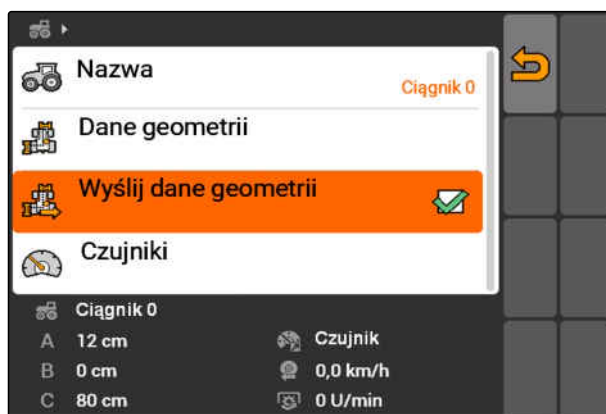 Nazwa
Ciągnik 0
Dane geometrii
Wyślij dane geometrii
Czujniki
Ciągnik 0
A 12 cm Czujnik
B 0 cm 0,0 km/h
C 80 cm 0 U/min